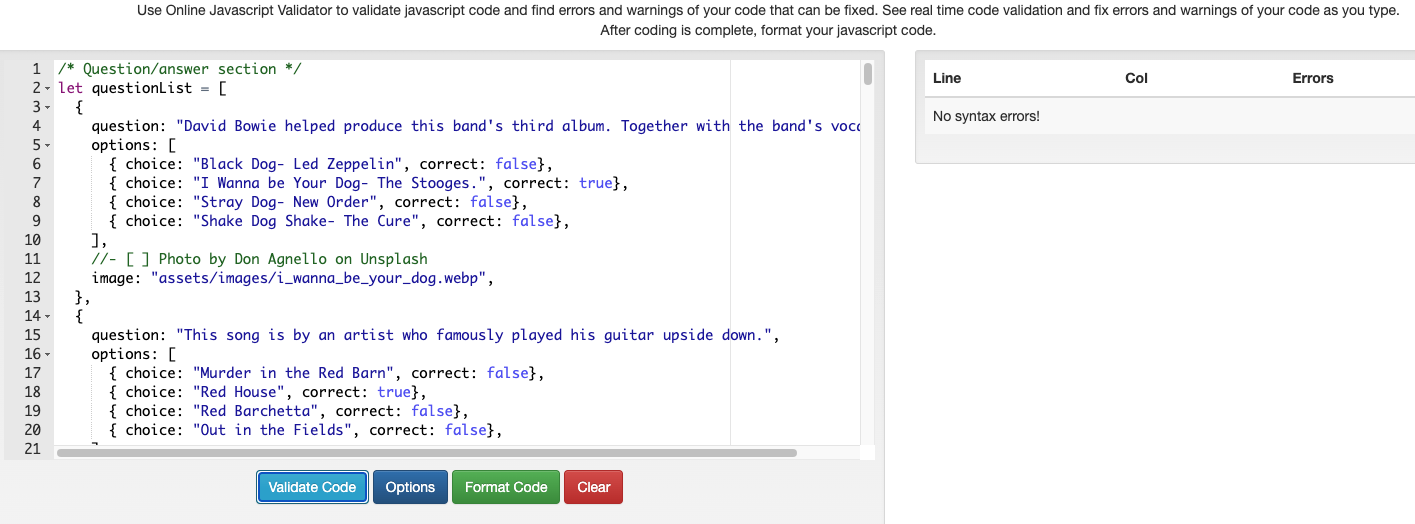 Use Online Javascript Validator to validate javascript code and find errors and warnings of your code that can be fixed. See real time code validation and fix errors and warnings of your code as you type.
After coding is complete, format your javascript code.
1 /* Question/answer section */
2 let questionList = [
3 {
4 question: "David Bowie helped produce this band's third album. Together with the band's
5 options: [
6 { choice: "Black Dog- Led Zeppelin", correct: false},
7 { choice: "I Wanna be Your Dog- The Stooges.", correct: true},
8 { choice: "Stray Dog- New Order", correct: false},
9 { choice: "Shake Dog Shake- The Cure", correct: false},
10 ],
11 //- [ ] Photo by Don Agnello on Unsplash
12 image: "assets/images/i_wanna_be_your_dog.webp",
13 },
14 {
15 question: "This song is by an artist who famously played his guitar upside down.",
16 options: [
17 { choice: "Murder in the Red Barn", correct: false},
18 { choice: "Red House", correct: true},
19 { choice: "Red Barchetta", correct: false},
20 { choice: "Out in the Fields", correct: false},
21
Validate Code Options Format Code Clear
Line Col Errors
No syntax errors!